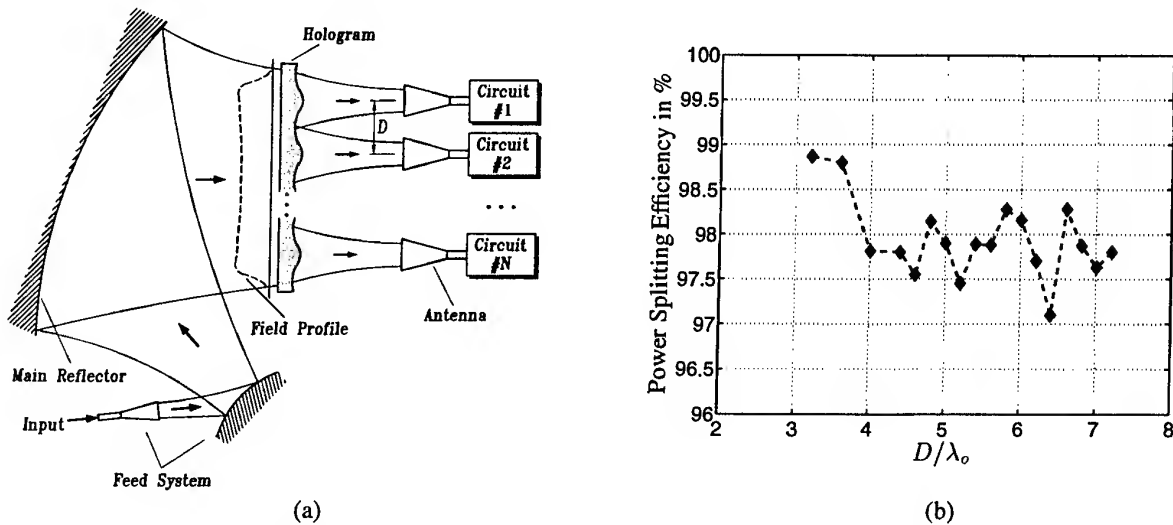 Hologram
Circuit
#1
D
Circuit
#2
...
Circuit
#N
Antenna
Field Profile
Main Reflector
Input
Feed System
(a)
Power Splitting Efficiency in %
100
99.5
99
98.5
98
97.5
97
96.5
96
2 3 4 5 6 7 8
D/λo
(b)